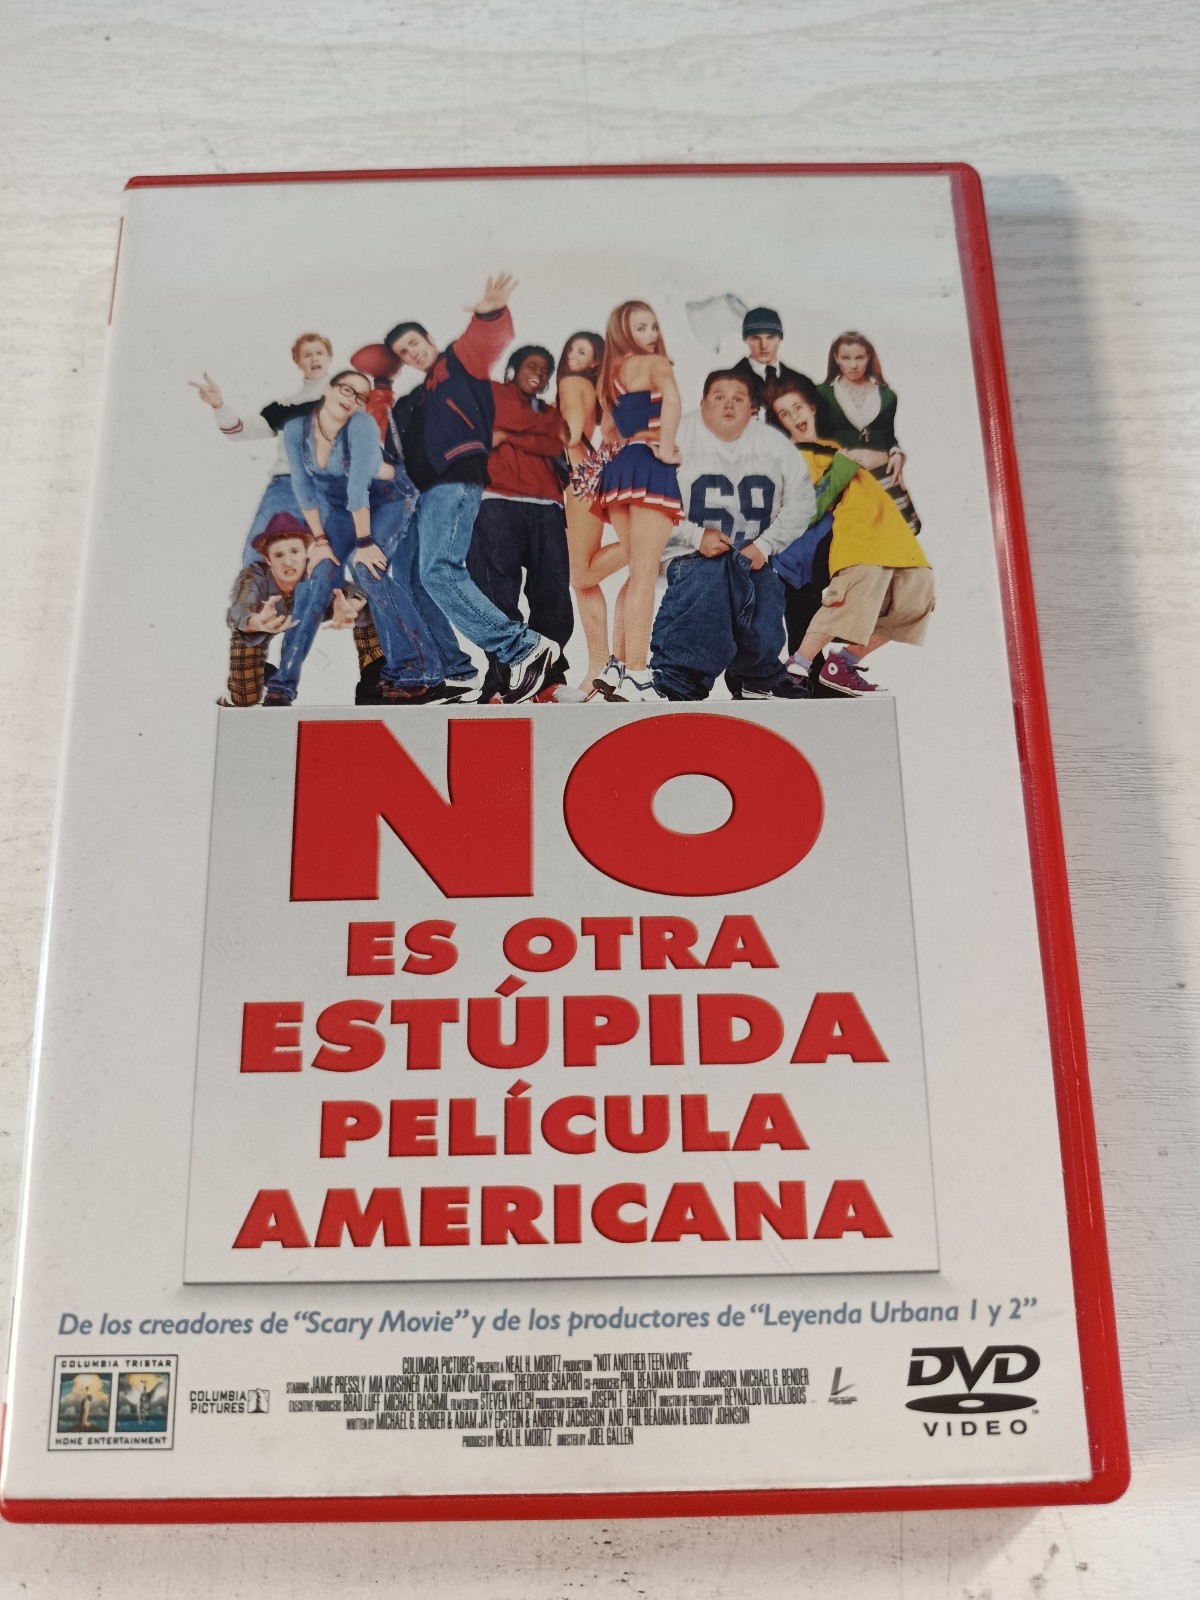 69
NO
ES OTRA
ESTÚPIDA
PELÍCULA
AMERICANA
De los creadores de "Scary Movie" y de los productores de "Leyenda Urbana 1 y 2"
COLUMBIA TRISTAR
HOME ENTERTAINMENT
COLUMBIA
PICTURES
COLUMBIA PICTURES PRESENTS A NEAL H. MORITZ PRODUCTION "NOT ANOTHER TEEN MOVIE"
STARRING JAIME PRESSLY MIA KIRSHNER AND RANDY QUAID MUSIC BY THEODORE SHAPIRO CO-PRODUCERS PHIL BEAUMAN BUDDY JOHNSON MICHAEL G. BENDER
EXECUTIVE PRODUCERS BRAD LUFF MICHAEL RACHMIL FILM EDITOR STEVEN WELCH PRODUCTION DESIGNER JOSEPH T. GARRITY DIRECTOR OF PHOTOGRAPHY REYNALDO VILLALOBOS
WRITTEN BY MICHAEL G. BENDER & ADAM JAY EPSTEIN & ANDREW JACOBSON AND PHIL BEAUMAN & BUDDY JOHNSON
PRODUCED BY NEAL H. MORITZ DIRECTED BY JOEL GALLEN
DVD
VIDEO